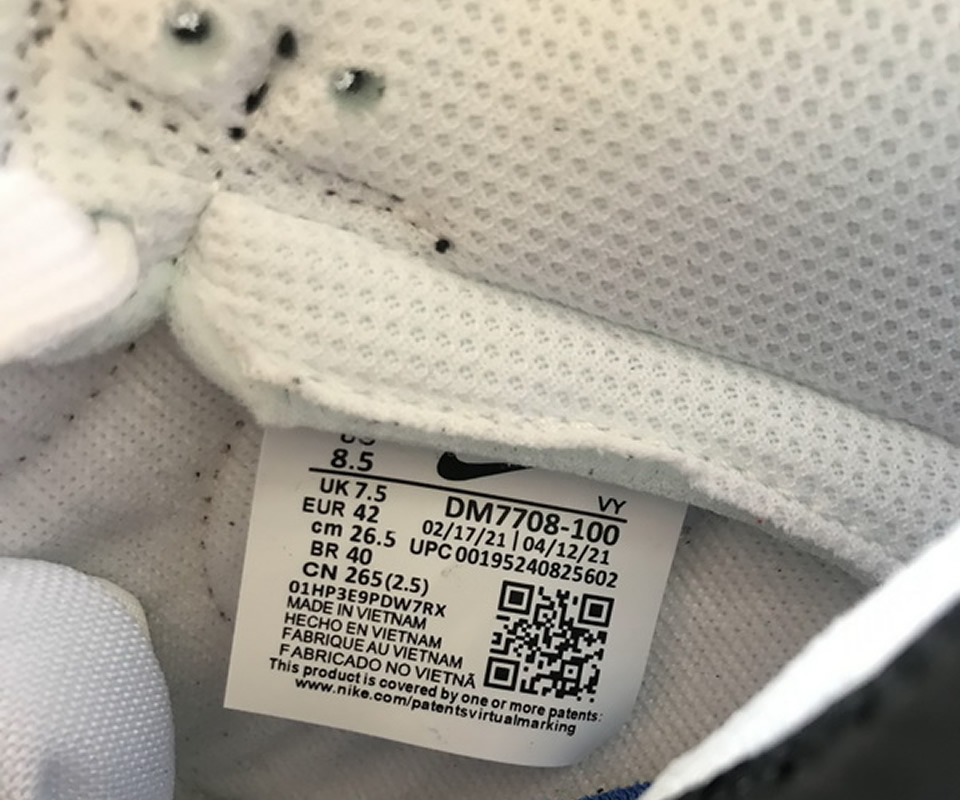 8.5
UK 7.5
EUR 42
cm 26.5
BR 40
CN 265(2.5)
VY
DM7708-100
02/17/21 | 04/12/21
UPC 00195240825602
01HP3E9PDW7RX
MADE IN VIETNAM
HECHO EN VIETNAM
FABRIQUE AU VIETNAM
FABRICADO NO VIETNÃ
This product is covered by one or more patents:
www.nike.com/patentsvirtualmarking